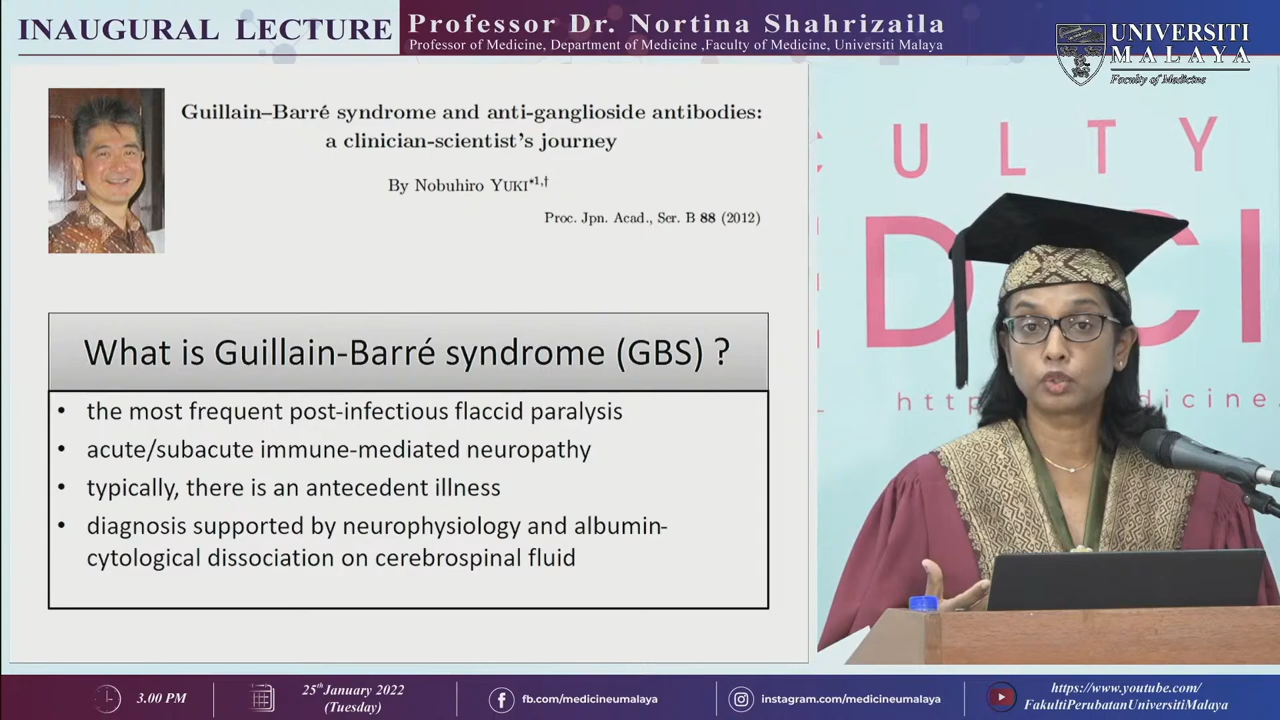 INAUGURAL LECTURE
Professor Dr. Nortina Shahrizaila
Professor of Medicine, Department of Medicine ,Faculty of Medicine, Universiti Malaya
UNIVERSITI
MALAYA
Faculty of Medicine
Guillain–Barré syndrome and anti-ganglioside antibodies:
a clinician-scientist's journey
By Nobuhiro YUKI*1,†
Proc. Jpn. Acad., Ser. B 88 (2012)
What is Guillain-Barré syndrome (GBS) ?
• the most frequent post-infectious flaccid paralysis
• acute/subacute immune-mediated neuropathy
• typically, there is an antecedent illness
• diagnosis supported by neurophysiology and albumin-
cytological dissociation on cerebrospinal fluid
CULTY
D CI
http edicine.
3.00 PM
25th January 2022
(Tuesday)
fb.com/medicineumalaya
instagram.com/medicineumalaya
https://www.youtube.com/
FakultiPerubatanUniversitiMalaya